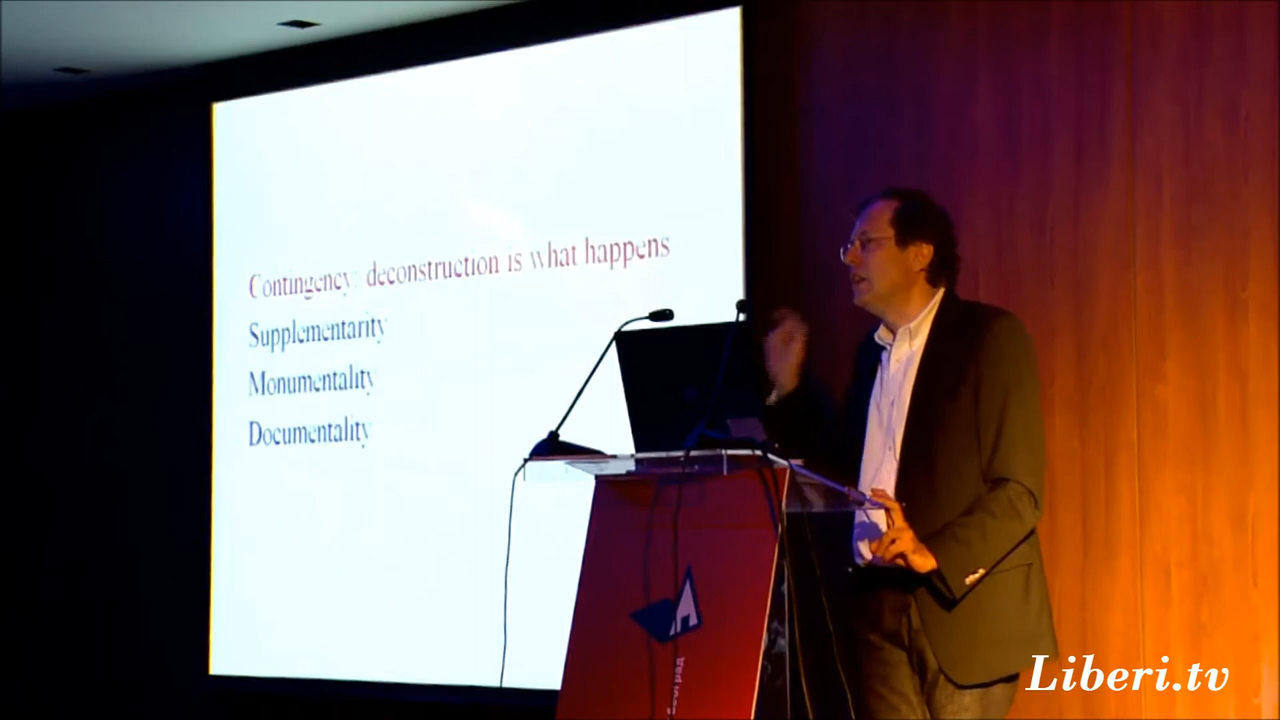 Contingency: deconstruction is what happens
Supplementarity
Monumentality
Documentality
Liberi.tv